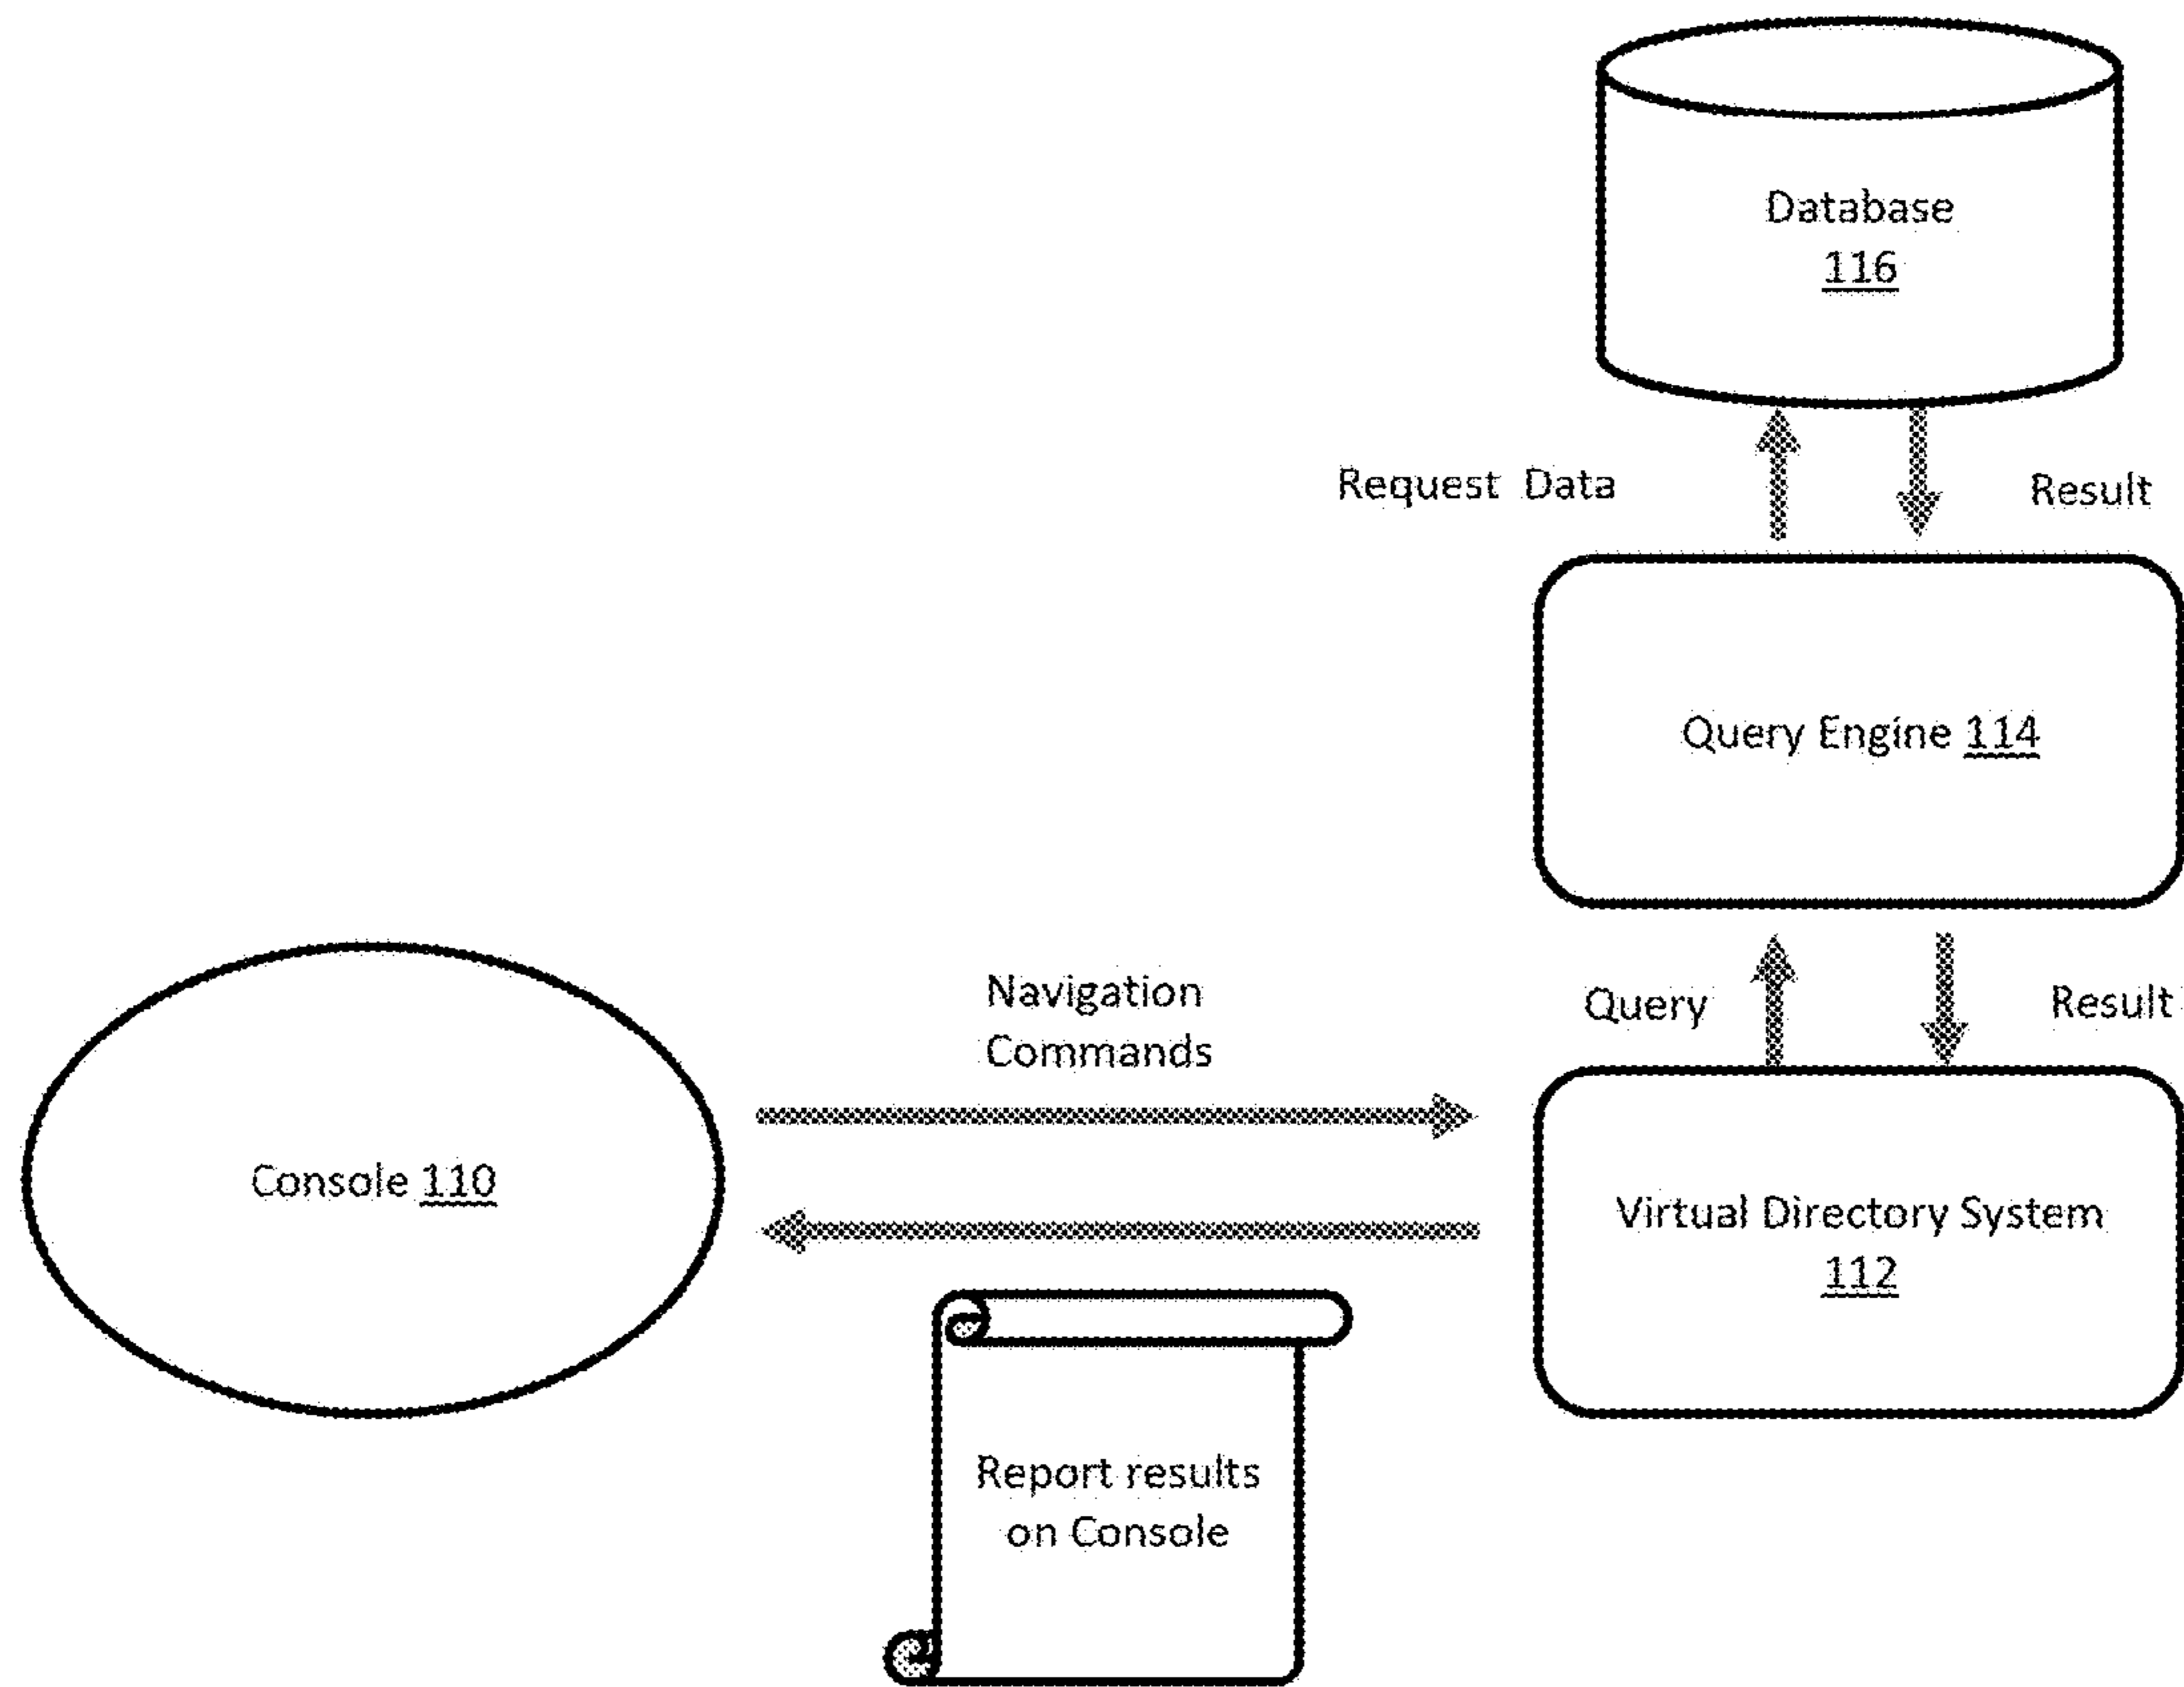 Database
116
Request Data
Result
Query Engine 114
Navigation
Commands
Query
Result
Console 110
Virtual Directory System
112
Report results
on Console